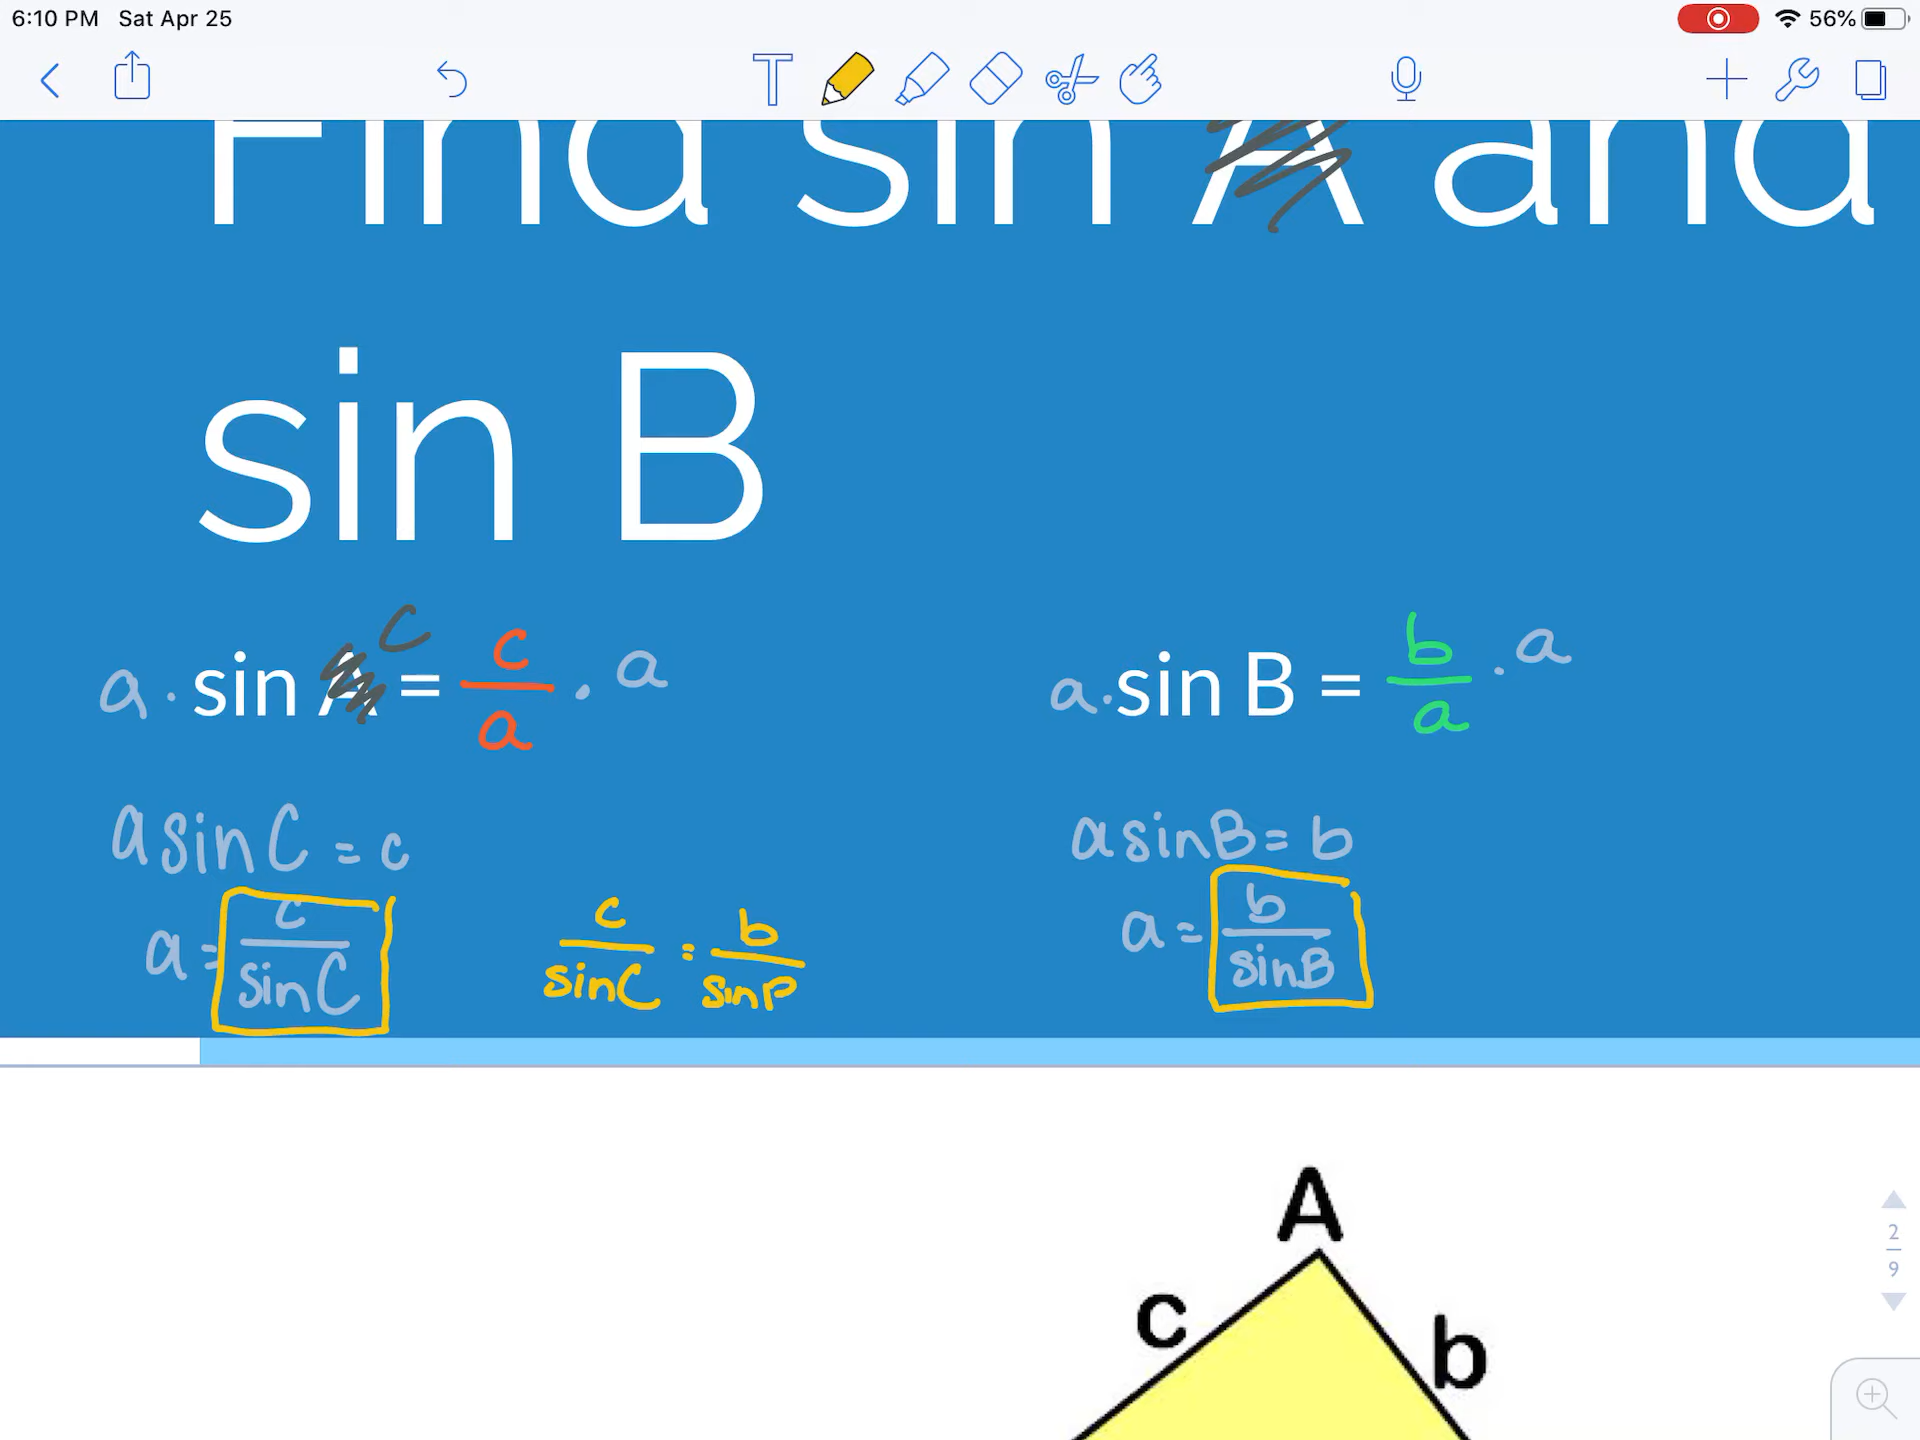 6:10 PM Sat Apr 25 56%
T
Find sin A and
sin B
a · sin A C = c/a · a
a · sin B = b/a · a
a sin C = c
a sin B = b
a = c/sin C
c/sin C = b/sin P
a = b/sin B
A
c
b
2
9